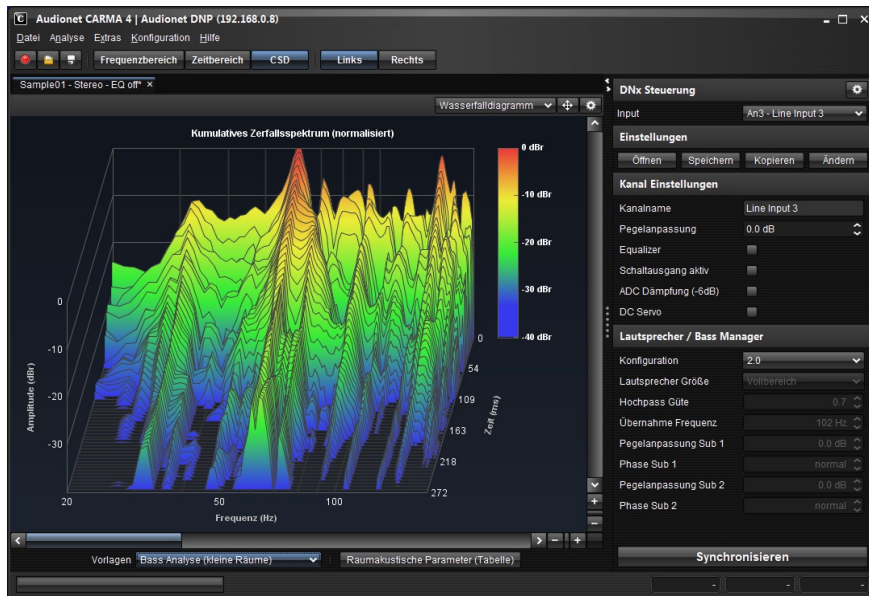 Audionet CARMA 4 | Audionet DNP (192.168.0.8)
Datei Analyse Extras Konfiguration Hilfe
Frequenzbereich Zeitbereich CSD Links Rechts
Sample01 - Stereo - EQ off* ×
Wasserfalldiagramm
Kumulatives Zerfallsspektrum (normalisiert)
0 dBr
-10 dBr
-20 dBr
-30 dBr
-40 dBr
0
-10
-20
-30
Amplitude (dBr)
0
54
109
163
218
272
Zeit (ms)
20 50 100
Frequenz (Hz)
Vorlagen Bass Analyse (kleine Räume) Raumakustische Parameter (Tabelle)
DNx Steuerung
Input An3 - Line Input 3
Einstellungen
Öffnen Speichern Kopieren Ändern
Kanal Einstellungen
Kanalname Line Input 3
Pegelanpassung 0.0 dB
Equalizer
Schaltausgang aktiv
ADC Dämpfung (-6dB)
DC Servo
Lautsprecher / Bass Manager
Konfiguration 2.0
Lautsprecher Größe Vollbereich
Hochpass Güte 0.7
Übernahme Frequenz 102 Hz
Pegelanpassung Sub 1 0.0 dB
Phase Sub 1 normal
Pegelanpassung Sub 2 0.0 dB
Phase Sub 2 normal
Synchronisieren
- - -